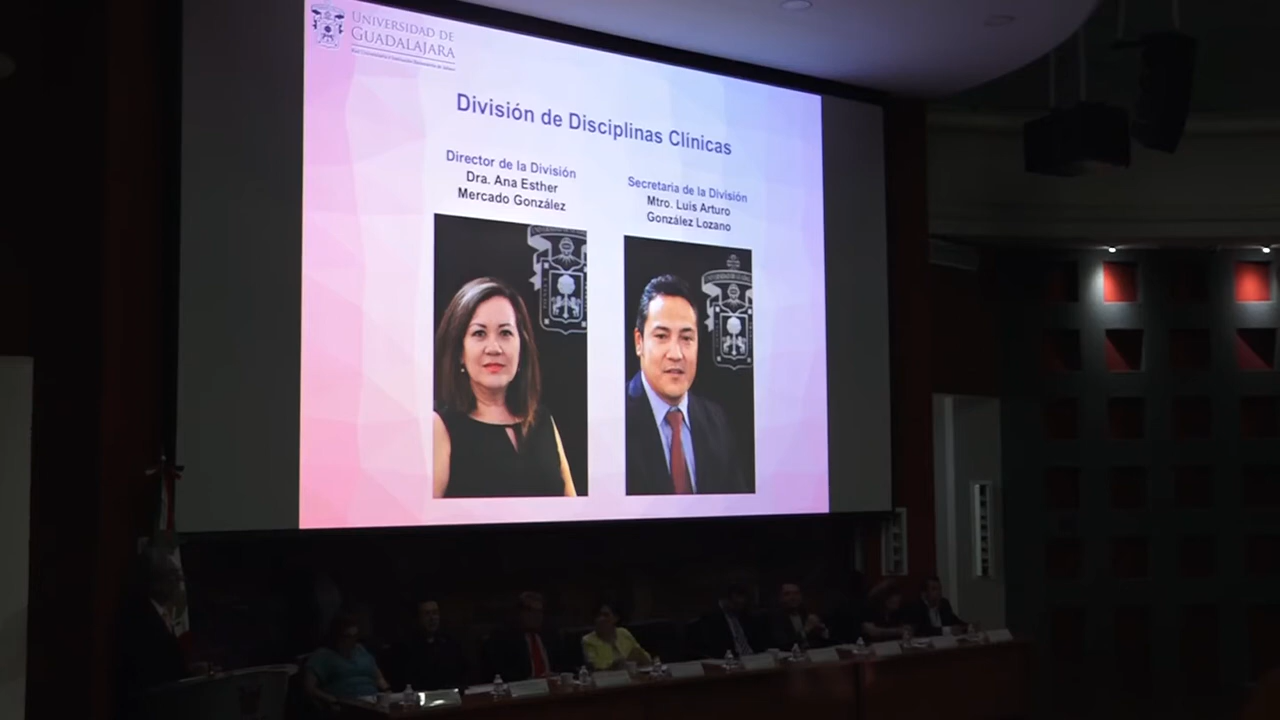 UNIVERSIDAD DE
GUADALAJARA
División de Disciplinas Clínicas
Director de la División
Dra. Ana Esther
Mercado González
Secretaria de la División
Mtro. Luis Arturo
González Lozano